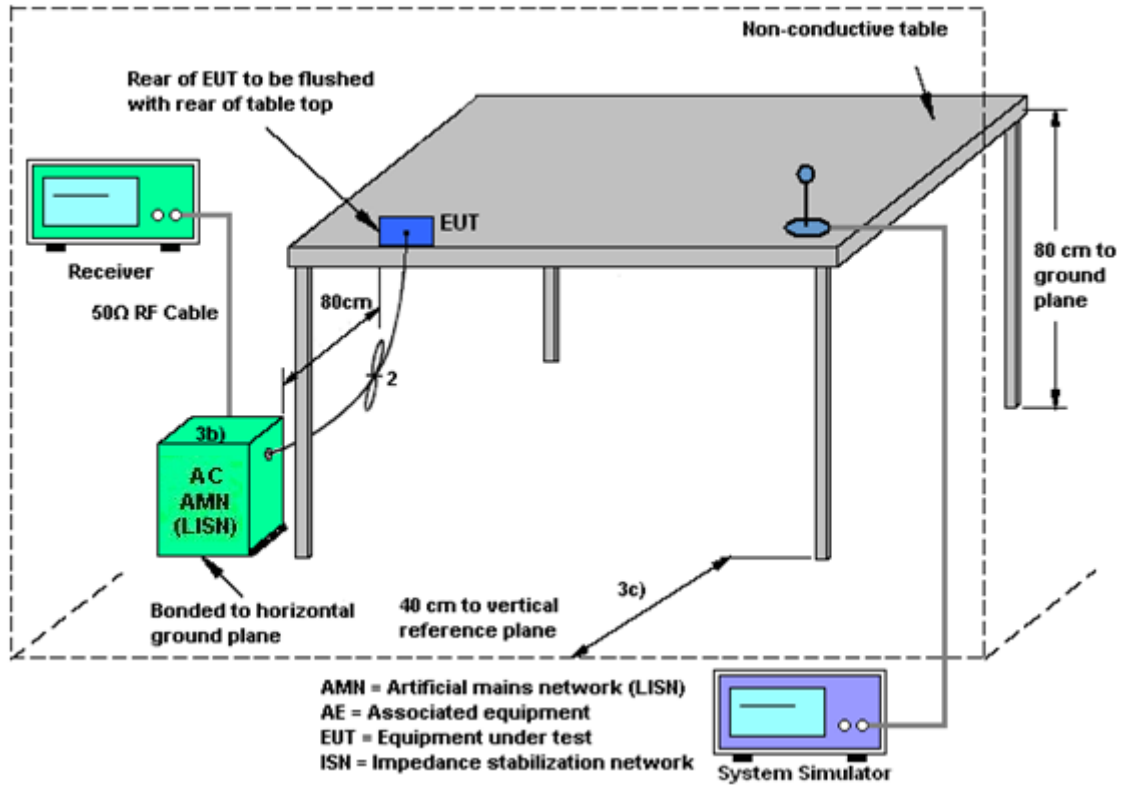 Non-conductive table
Rear of EUT to be flushed
with rear of table top
EUT
Receiver
80cm
80 cm to
ground
plane
50Ω RF Cable
2
3b)
AC
AMN
(LISN)
3c)
40 cm to vertical
reference plane
Bonded to horizontal
ground plane
AMN = Artificial mains network (LISN)
AE = Associated equipment
EUT = Equipment under test
ISN = Impedance stabilization network
System Simulator